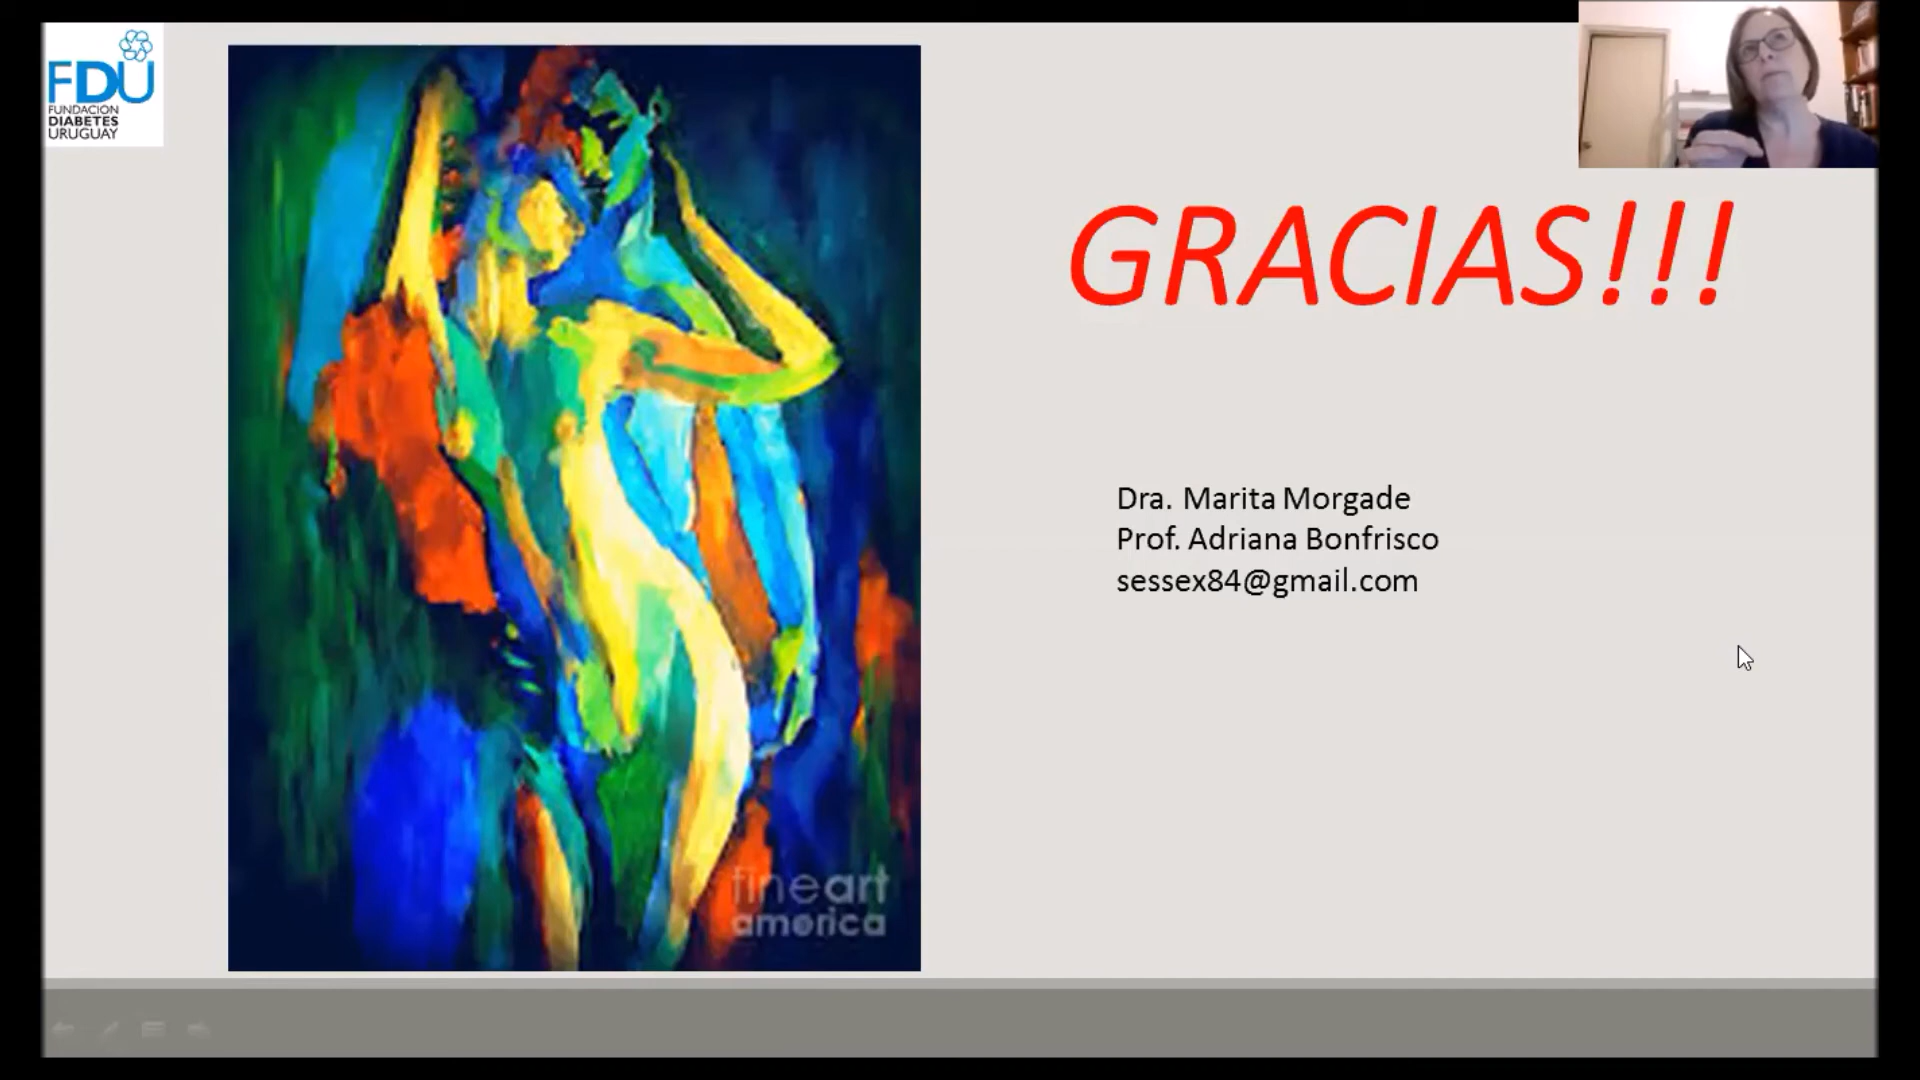 FDU
FUNDACION
DIABETES
URUGUAY
GRACIAS!!!
Dra. Marita Morgade
Prof. Adriana Bonfrisco
sessex84@gmail.com
fineart
america